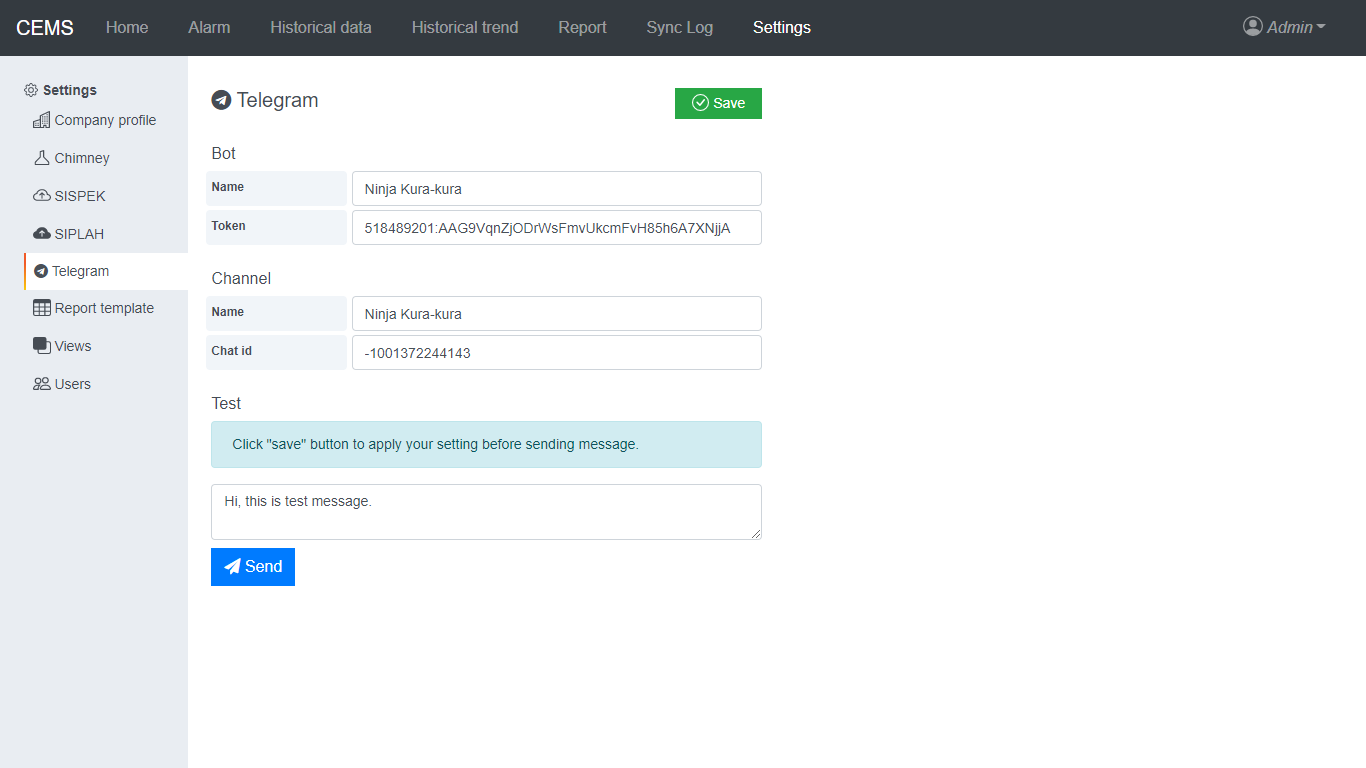 CEMS Home Alarm Historical data Historical trend Report Sync Log Settings Admin
Settings
Company profile
Chimney
SISPEK
SIPLAH
Telegram
Report template
Views
Users
Telegram Save
Bot
Name Ninja Kura-kura
Token 518489201:AAG9VqnZjODrWsFmvUkcmFvH85h6A7XNjjA
Channel
Name Ninja Kura-kura
Chat id -1001372244143
Test
Click "save" button to apply your setting before sending message.
Hi, this is test message.
Send